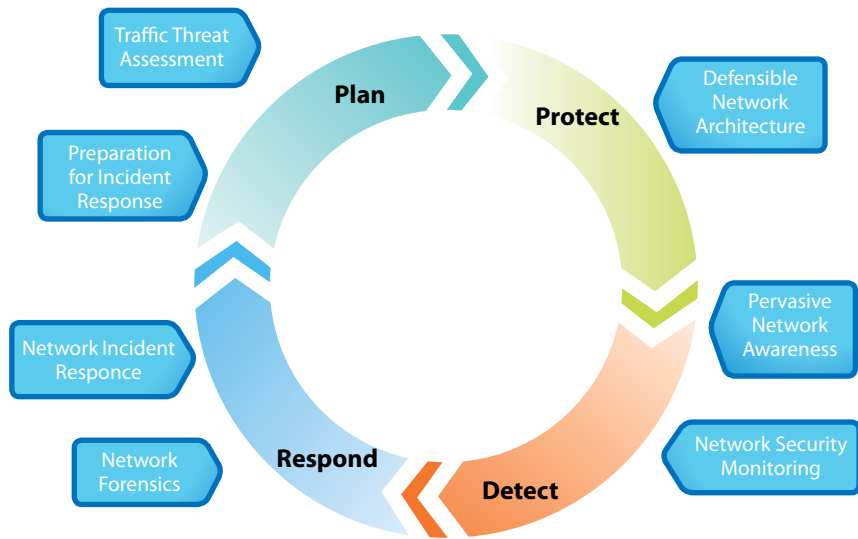 Traffic Threat
Assessment
Plan
Protect
Defensible
Network
Architecture
Preparation
for Incident
Response
Pervasive
Network
Awareness
Network Incident
Responce
Respond
Detect
Network Security
Monitoring
Network
Forensics